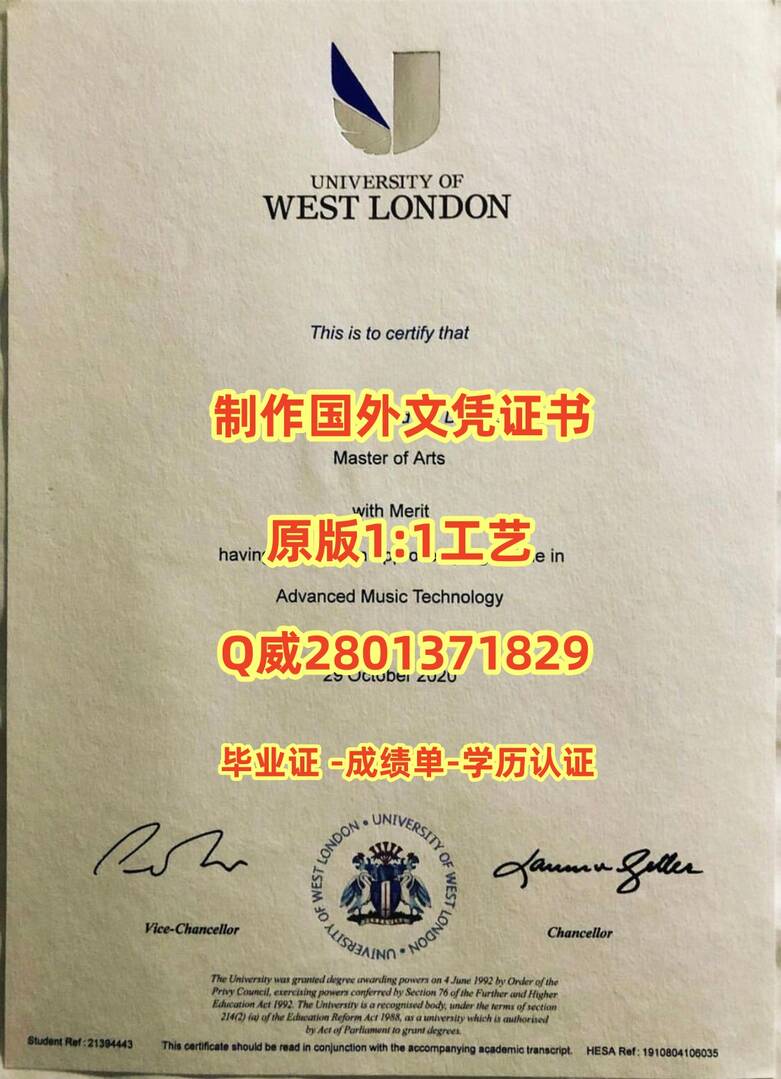 UNIVERSITY OF
WEST LONDON
This is to certify that
制作国外文凭证书
Master of Arts
with Merit
原版1:1工艺
having e in
Advanced Music Technology
Q威2801371829
29 October 2020
毕业证 -成绩单-学历认证
UNIVERSITY OF WEST LONDON • UNIVERSITY OF WEST LONDON •
Vice-Chancellor
Chancellor
The University was granted degree awarding powers on 4 June 1992 by Order of the
Privy Council, exercising powers conferred by Section 76 of the Further and Higher
Education Act 1992. The University is a recognised body, under the terms of section
214(2) (a) of the Education Reform Act 1988, as a university which is authorised
by Act of Parliament to grant degrees.
Student Ref : 21394443 This certificate should be read in conjunction with the accompanying academic transcript. HESA Ref : 1910804106035